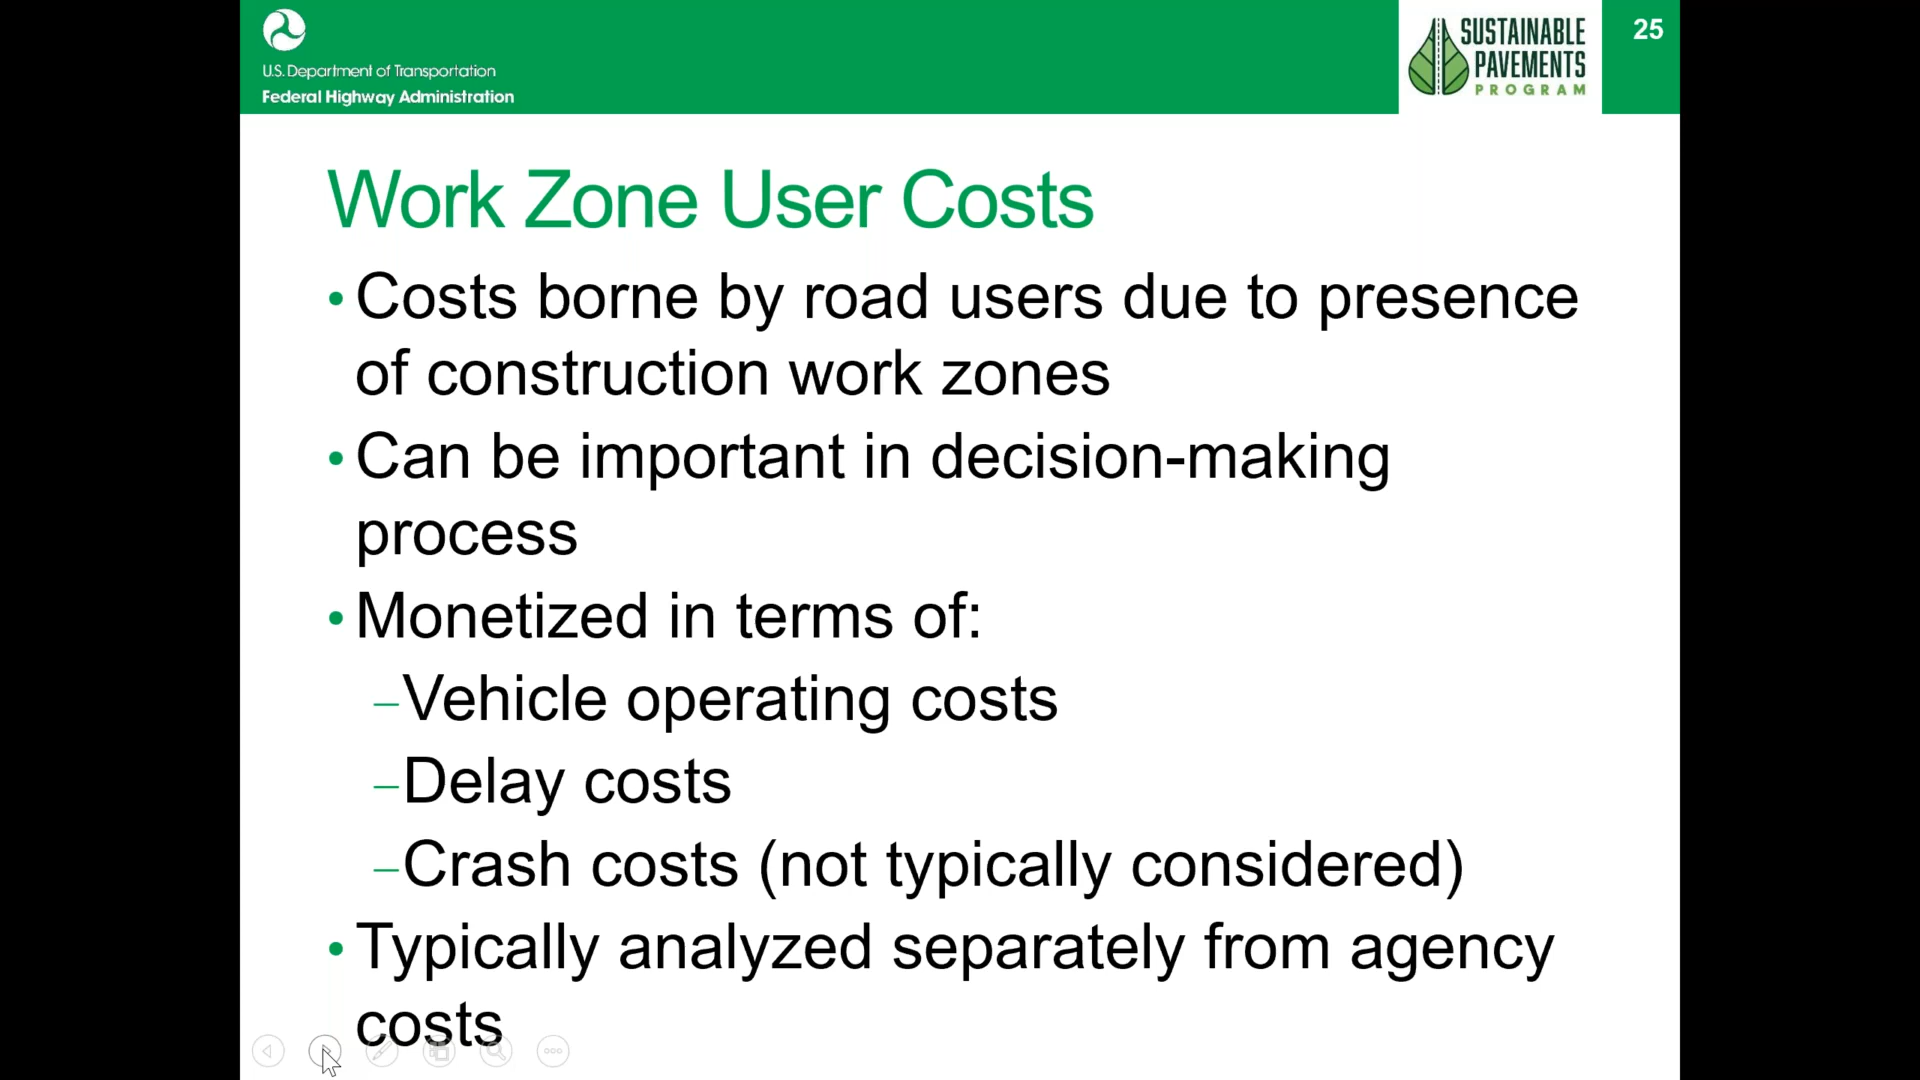 U.S. Department of Transportation
Federal Highway Administration
SUSTAINABLE
PAVEMENTS
PROGRAM
25
Work Zone User Costs
• Costs borne by road users due to presence
of construction work zones
• Can be important in decision-making
process
• Monetized in terms of:
–Vehicle operating costs
–Delay costs
–Crash costs (not typically considered)
• Typically analyzed separately from agency
costs